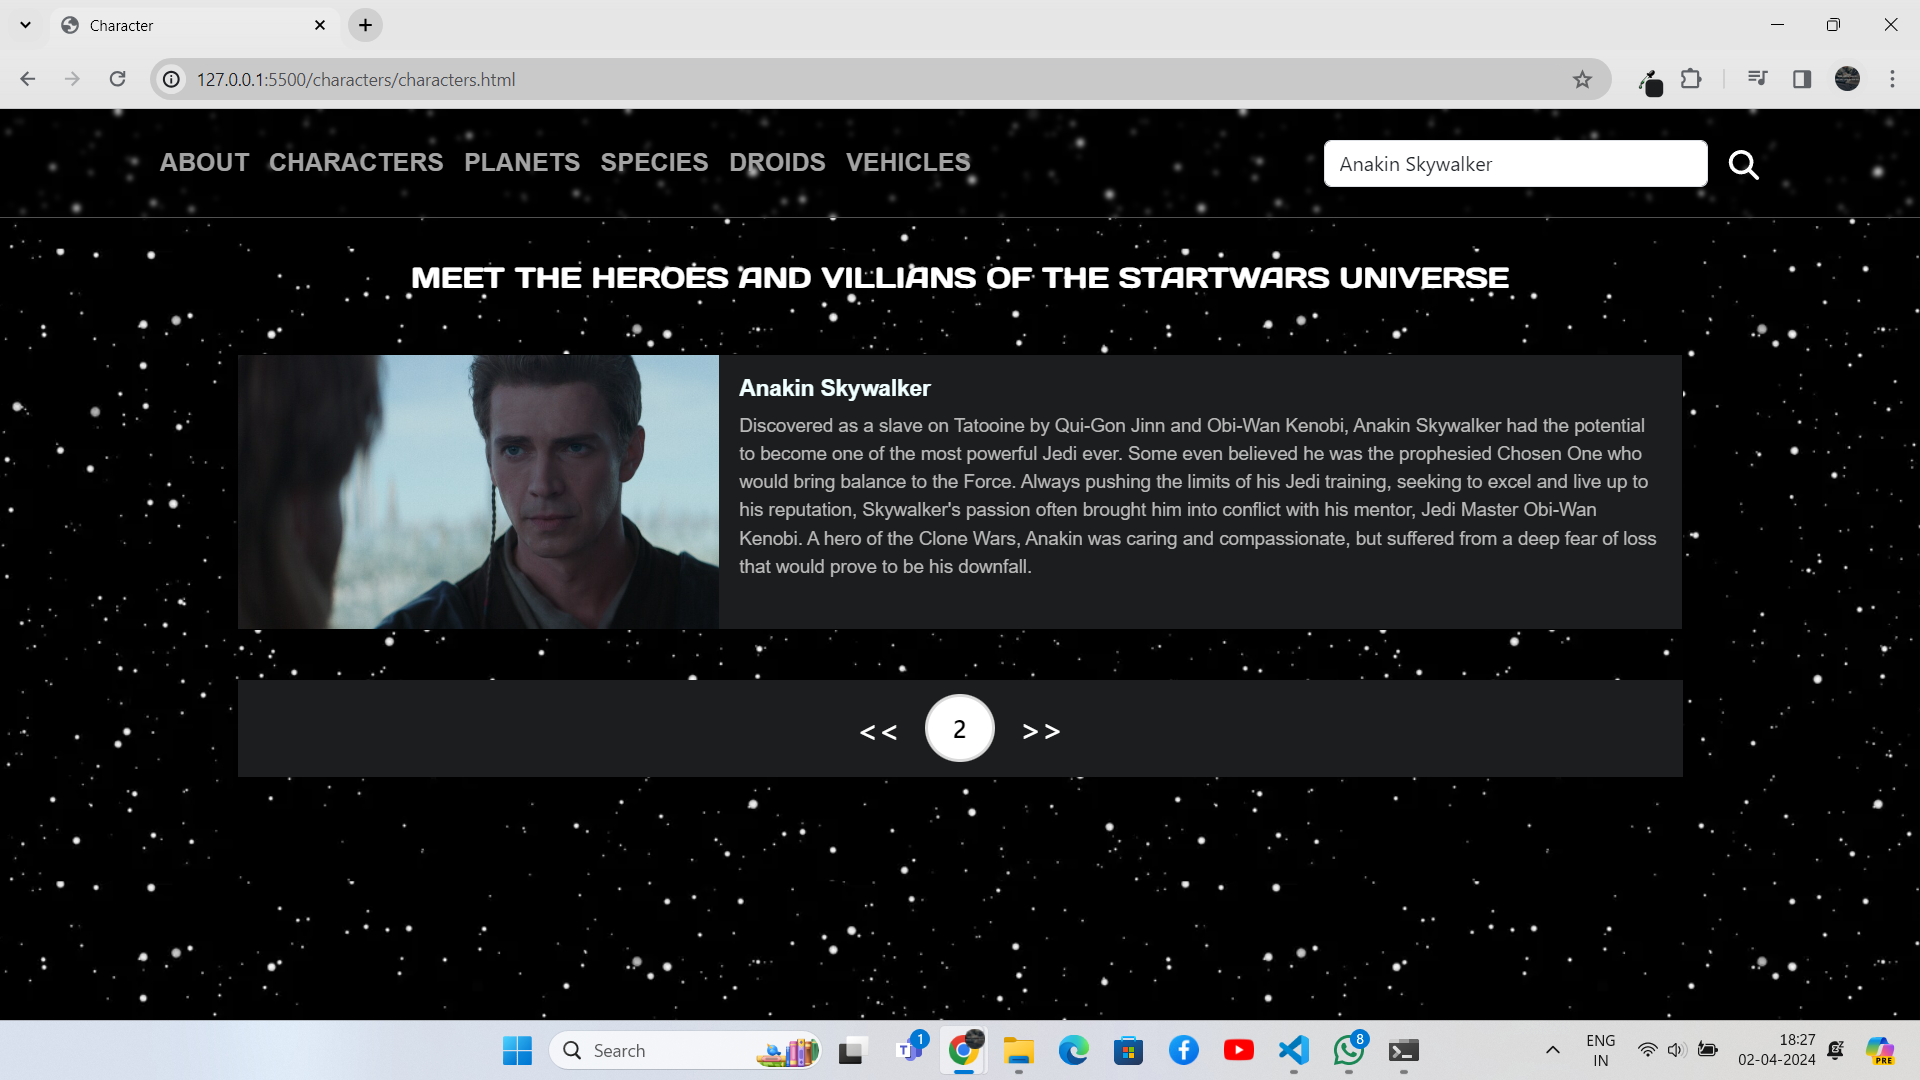 Character
127.0.0.1:5500/characters/characters.html
ABOUT CHARACTERS PLANETS SPECIES DROIDS VEHICLES
Anakin Skywalker
MEET THE HEROES AND VILLIANS OF THE STARTWARS UNIVERSE
Anakin Skywalker
Discovered as a slave on Tatooine by Qui-Gon Jinn and Obi-Wan Kenobi, Anakin Skywalker had the potential
to become one of the most powerful Jedi ever. Some even believed he was the prophesied Chosen One who
would bring balance to the Force. Always pushing the limits of his Jedi training, seeking to excel and live up to
his reputation, Skywalker's passion often brought him into conflict with his mentor, Jedi Master Obi-Wan
Kenobi. A hero of the Clone Wars, Anakin was caring and compassionate, but suffered from a deep fear of loss
that would prove to be his downfall.
<< 2 >>
Search
1
8
ENG
IN
18:27
02-04-2024
PRE